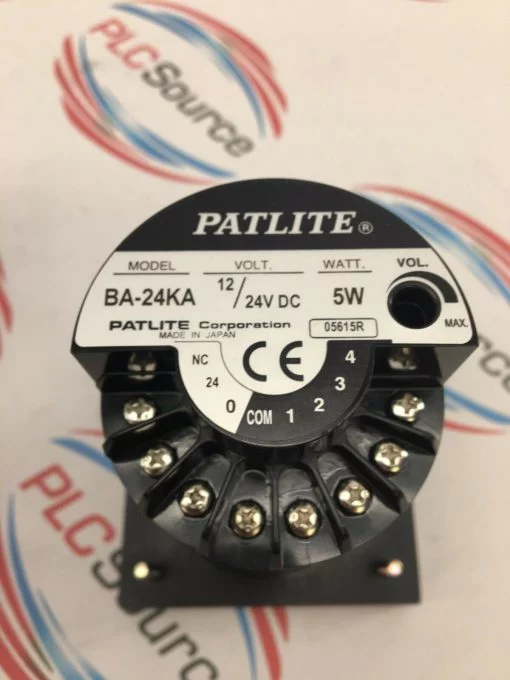 PLCSource
PATLITE®
MODEL VOLT. WATT. VOL.
BA-24KA 12/24V DC 5W
MAX.
PATLITE Corporation 05615R
MADE IN JAPAN
NC CE 4
24 3
0 COM 1 2
PLCSource